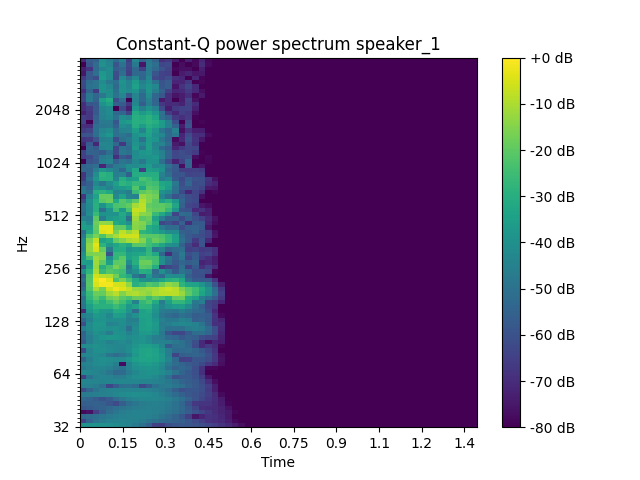 Constant-Q power spectrum speaker_1
Hz
2048
1024
512
256
128
64
32
0 0.15 0.3 0.45 0.6 0.75 0.9 1.1 1.2 1.4
Time
+0 dB
-10 dB
-20 dB
-30 dB
-40 dB
-50 dB
-60 dB
-70 dB
-80 dB